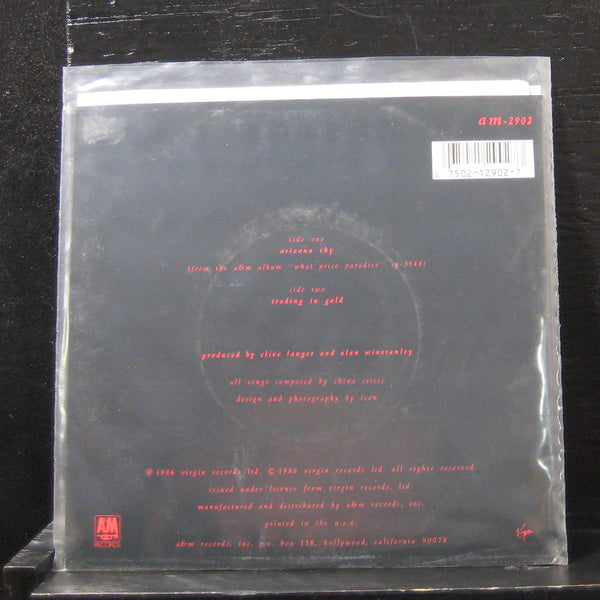 am-2902
0 7502-12902-7
side one
arizona sky
(from the a&m album "what price paradise" sp-5148)
side two
trading in gold
produced by clive langer and alan winstanley
all songs composed by china crisis
design and photography by icon
℗1986 virgin records ltd. ©1986 virgin records ltd. all rights reserved.
issued under licence from virgin records, ltd.
manufactured and distributed by a&m records, inc.
printed in the u.s.a.
a&m records, inc. p.o. box 118, hollywood, california 90078
A&M
RECORDS
Virgin